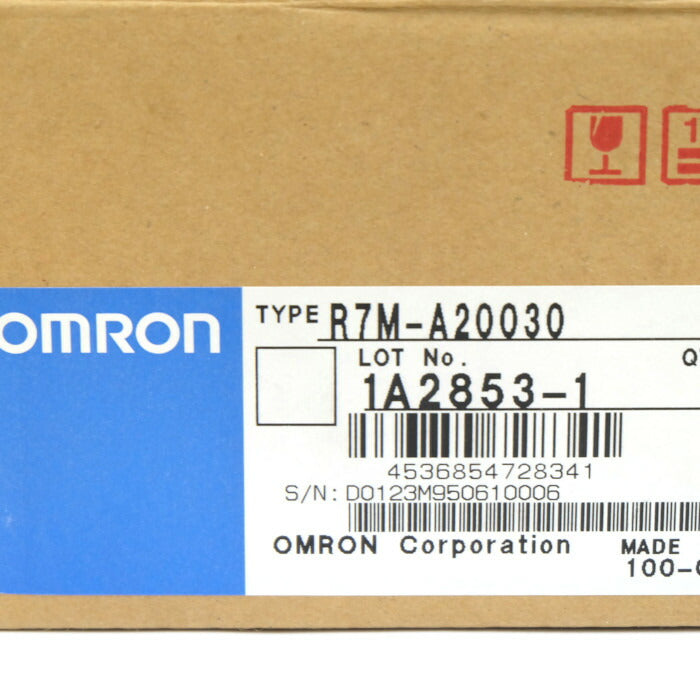 OMRON
TYPE R7M-A20030
LOT No.
1A2853-1
4536854728341
S/N: D0123M950610006
OMRON Corporation
MADE